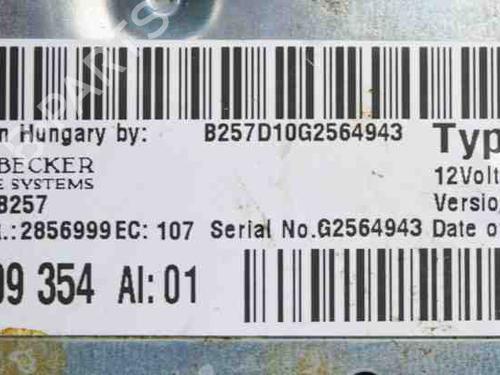 n Hungary by: B257D10G2564943 Typ
BECKER 12Volt
E SYSTEMS Versio
8257
.:2856999 EC: 107 Serial No.G2564943 Date o
09 354 AI: 01